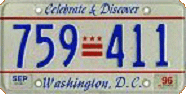 Celebrate & Discover
759 411
SEP 96
Washington, D.C.